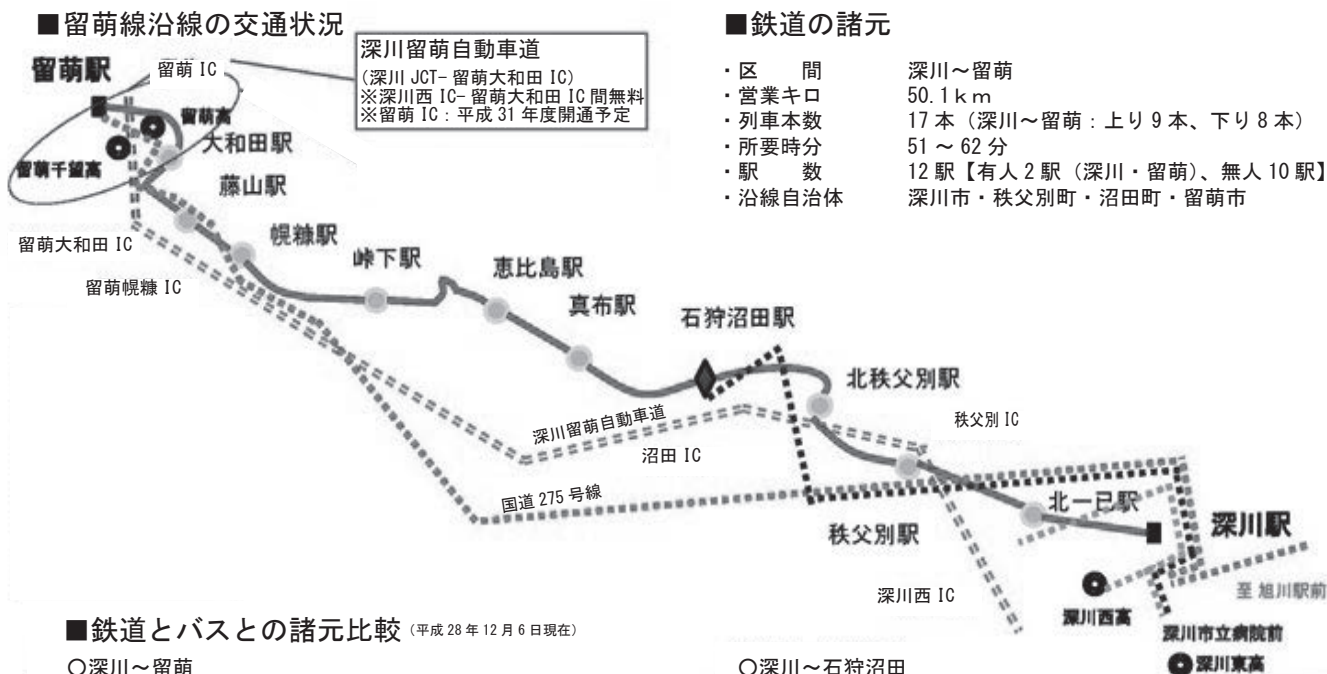 ■留萌線沿線の交通状況
深川留萌自動車道
(深川 JCT- 留萌大和田 IC)
※深川西 IC- 留萌大和田 IC 間無料
※留萌 IC：平成 31 年度開通予定
■鉄道の諸元
・区　　間　深川～留萌
・営業キロ　50.1ｋｍ
・列車本数　17 本（深川～留萌：上り 9 本、下り 8 本）
・所要時分　51 ～ 62 分
・駅　　数　12 駅【有人 2 駅（深川・留萌）、無人 10 駅】
・沿線自治体　深川市・秩父別町・沼田町・留萌市
留萌駅
留萌 IC
留萌高
留萌千望高
大和田駅
藤山駅
留萌大和田 IC
幌糠駅
留萌幌糠 IC
峠下駅
恵比島駅
真布駅
石狩沼田駅
北秩父別駅
深川留萌自動車道
沼田 IC
秩父別 IC
国道 275 号線
秩父別駅
北一已駅
深川駅
深川西 IC
深川西高
至 旭川駅前
深川市立病院前
深川東高
■鉄道とバスとの諸元比較（平成 28 年 12 月 6 日現在）
○深川～留萌
○深川～石狩沼田